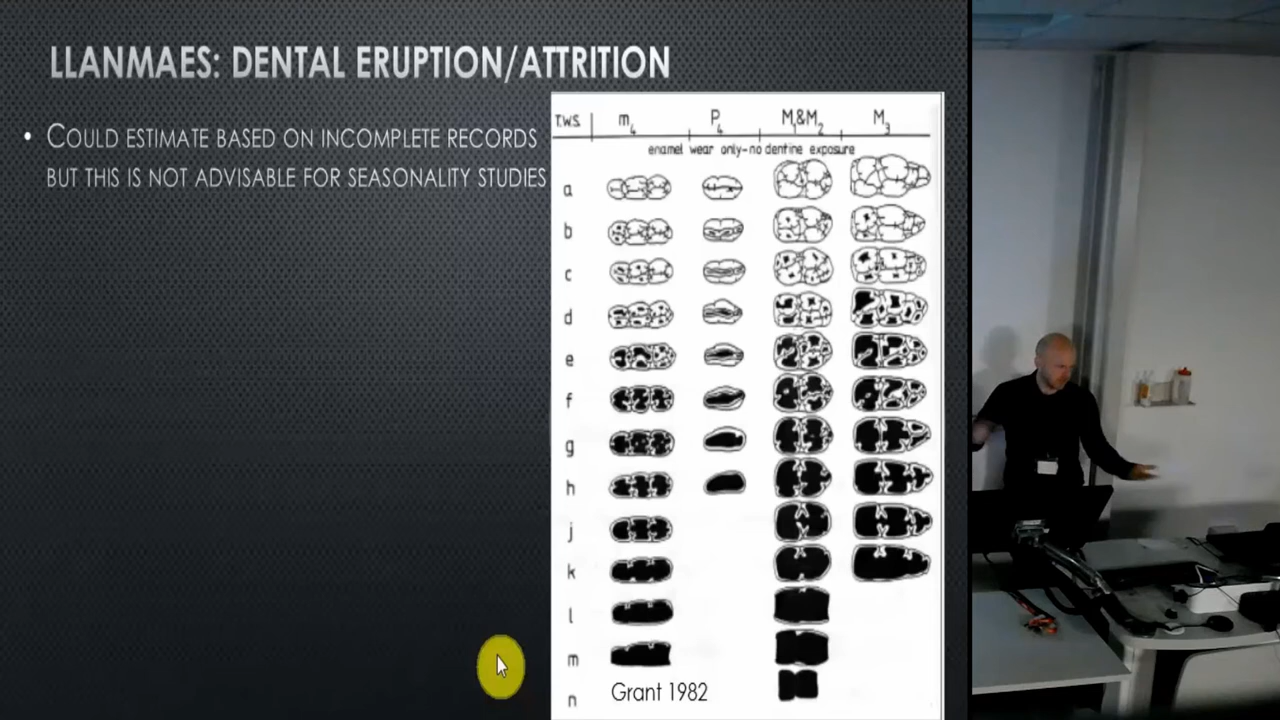 LLANMAES: DENTAL ERUPTION/ATTRITION
• COULD ESTIMATE BASED ON INCOMPLETE RECORDS
BUT THIS IS NOT ADVISABLE FOR SEASONALITY STUDIES
T.W.S. m4 P4 M1&M2 M3
enamel wear only-no dentine exposure
a
b
c
d
e
f
g
h
j
k
l
m
n
Grant 1982